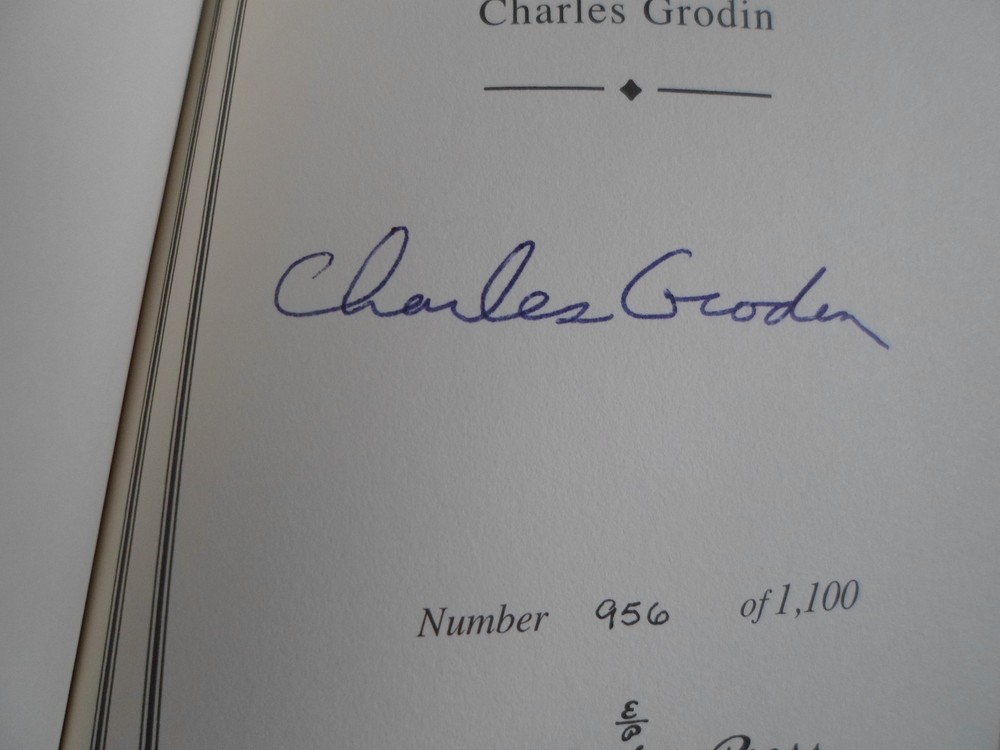 Charles Grodin
Charles Grodin
Number 956 of 1,100